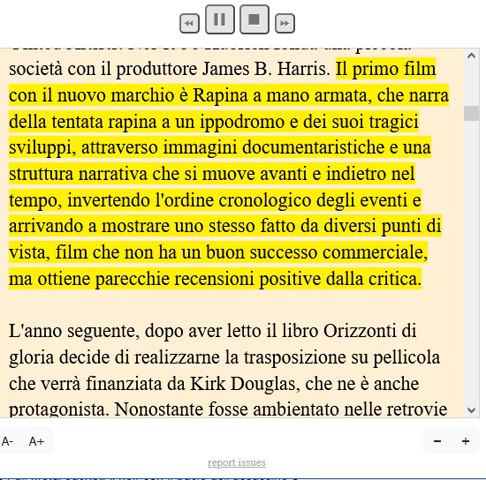 società con il produttore James B. Harris. Il primo film
con il nuovo marchio è Rapina a mano armata, che narra
della tentata rapina a un ippodromo e dei suoi tragici
sviluppi, attraverso immagini documentaristiche e una
struttura narrativa che si muove avanti e indietro nel
tempo, invertendo l'ordine cronologico degli eventi e
arrivando a mostrare uno stesso fatto da diversi punti di
vista, film che non ha un buon successo commerciale,
ma ottiene parecchie recensioni positive dalla critica.
L'anno seguente, dopo aver letto il libro Orizzonti di
gloria decide di realizzarne la trasposizione su pellicola
che verrà finanziata da Kirk Douglas, che ne è anche
protagonista. Nonostante fosse ambientato nelle retrovie
A- A+ − +
report issues